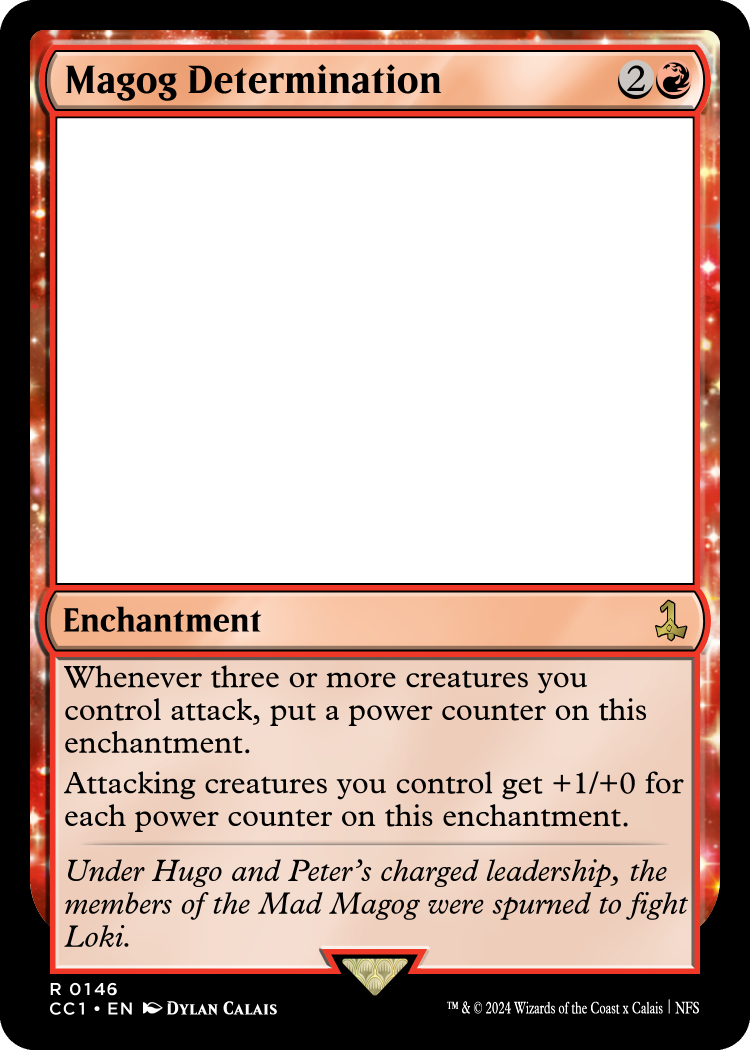 Magog Determination 2
Enchantment 1
Whenever three or more creatures you
control attack, put a power counter on this
enchantment.
Attacking creatures you control get +1/+0 for
each power counter on this enchantment.
Under Hugo and Peter's charged leadership, the
members of the Mad Magog were spurned to fight
Loki.
R 0146
CC1 • EN DYLAN CALAIS
™ & © 2024 Wizards of the Coast x Calais | NFS